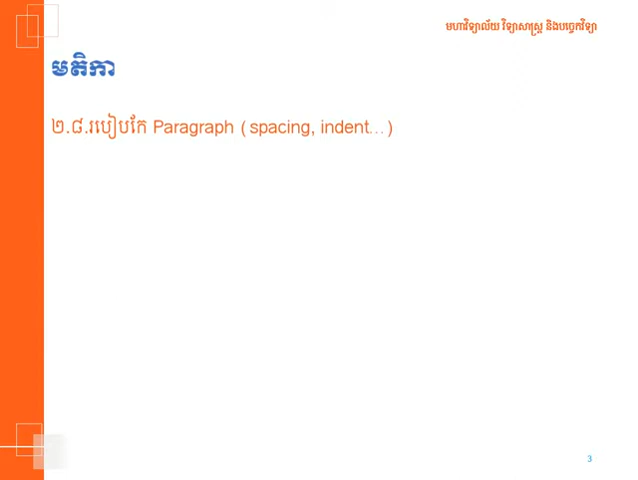 មហាវិទ្យាល័យ វិទ្យាសាស្ត្រ និងបច្ចេកវិទ្យា
មតិកា
២.៨.របៀបកែ Paragraph (spacing, indent...)
3